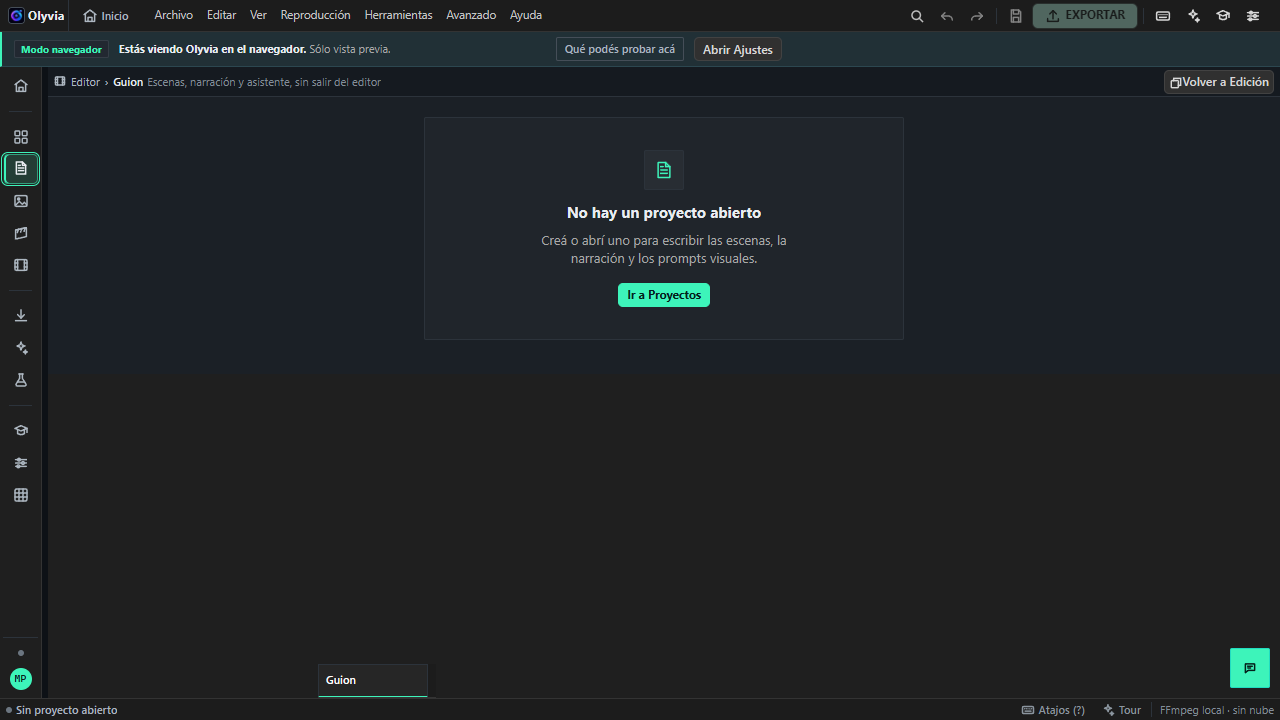 Olyvia Inicio Archivo Editar Ver Reproducción Herramientas Avanzado Ayuda EXPORTAR
Modo navegador Estás viendo Olyvia en el navegador. Sólo vista previa. Qué podés probar acá Abrir Ajustes
Editor › Guion Escenas, narración y asistente, sin salir del editor Volver a Edición
No hay un proyecto abierto
Creá o abrí uno para escribir las escenas, la
narración y los prompts visuales.
Ir a Proyectos
MP
Guion
Sin proyecto abierto Atajos (?) Tour FFmpeg local · sin nube